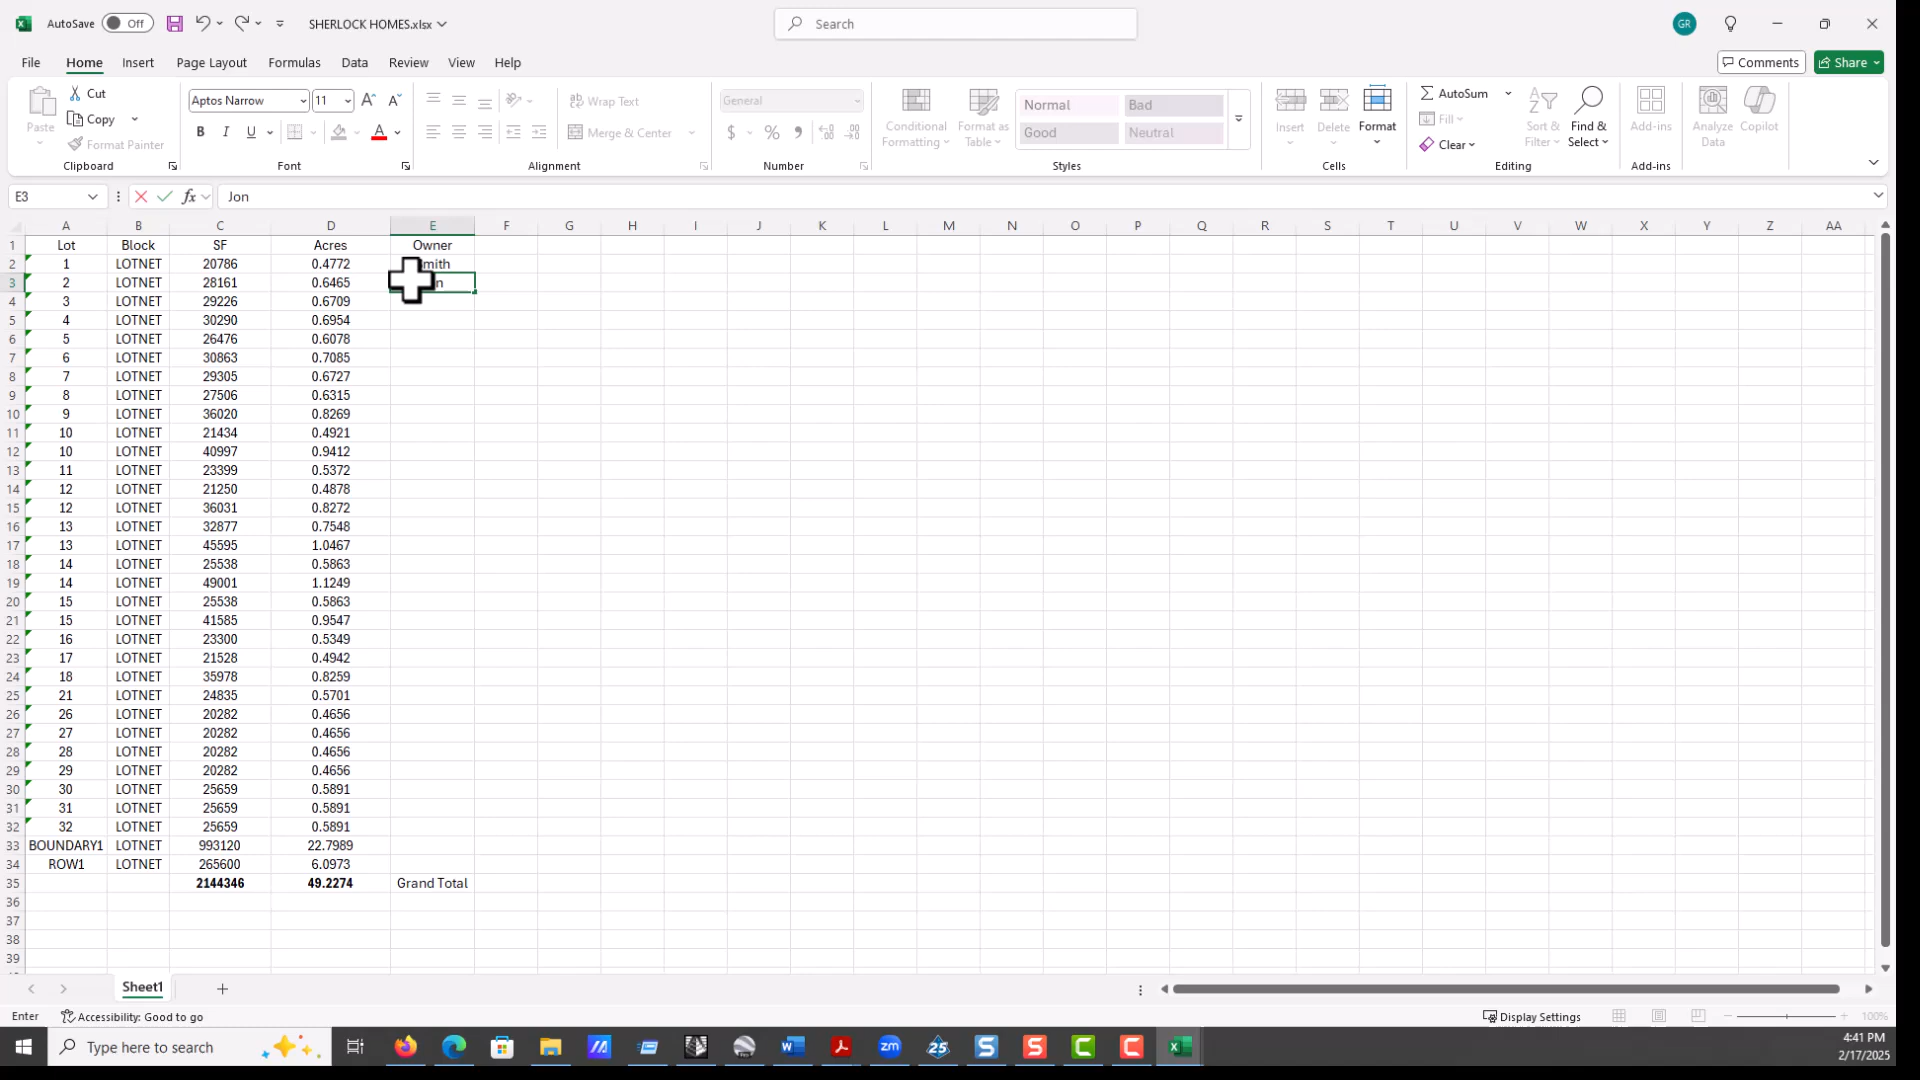 AutoSave Off SHERLOCK HOMES.xlsx Search GR
File Home Insert Page Layout Formulas Data Review View Help Comments Share
Paste Cut Copy Format Painter Clipboard
Aptos Narrow 11 A A B I U A Font
ab Wrap Text Merge & Center Alignment
General $ % Number
Conditional Formatting Format as Table Normal Bad Good Neutral Styles
Insert Delete Format Cells
AutoSum Fill Clear Sort & Filter Find & Select Editing
Add-ins Add-ins Analyze Data Copilot
E3 fx Jon
A B C D E F G H I J K L M N O P Q R S T U V W X Y Z AA
1 Lot Block SF Acres Owner
2 1 LOTNET 20786 0.4772
3 2 LOTNET 28161 0.6465
4 3 LOTNET 29226 0.6709
5 4 LOTNET 30290 0.6954
6 5 LOTNET 26476 0.6078
7 6 LOTNET 30863 0.7085
8 7 LOTNET 29305 0.6727
9 8 LOTNET 27506 0.6315
10 9 LOTNET 36020 0.8269
11 10 LOTNET 21434 0.4921
12 10 LOTNET 40997 0.9412
13 11 LOTNET 23399 0.5372
14 12 LOTNET 21250 0.4878
15 12 LOTNET 36031 0.8272
16 13 LOTNET 32877 0.7548
17 13 LOTNET 45595 1.0467
18 14 LOTNET 25538 0.5863
19 14 LOTNET 49001 1.1249
20 15 LOTNET 25538 0.5863
21 15 LOTNET 41585 0.9547
22 16 LOTNET 23300 0.5349
23 17 LOTNET 21528 0.4942
24 18 LOTNET 35978 0.8259
25 21 LOTNET 24835 0.5701
26 26 LOTNET 20282 0.4656
27 27 LOTNET 20282 0.4656
28 28 LOTNET 20282 0.4656
29 29 LOTNET 20282 0.4656
30 30 LOTNET 25659 0.5891
31 31 LOTNET 25659 0.5891
32 32 LOTNET 25659 0.5891
33 BOUNDARY1 LOTNET 993120 22.7989
34 ROW1 LOTNET 265600 6.0973
35 2144346 49.2274 Grand Total
36
37
38
39
Sheet1
Enter Accessibility: Good to go Display Settings 100%
Type here to search 25 zm 4:41 PM
2/17/2025